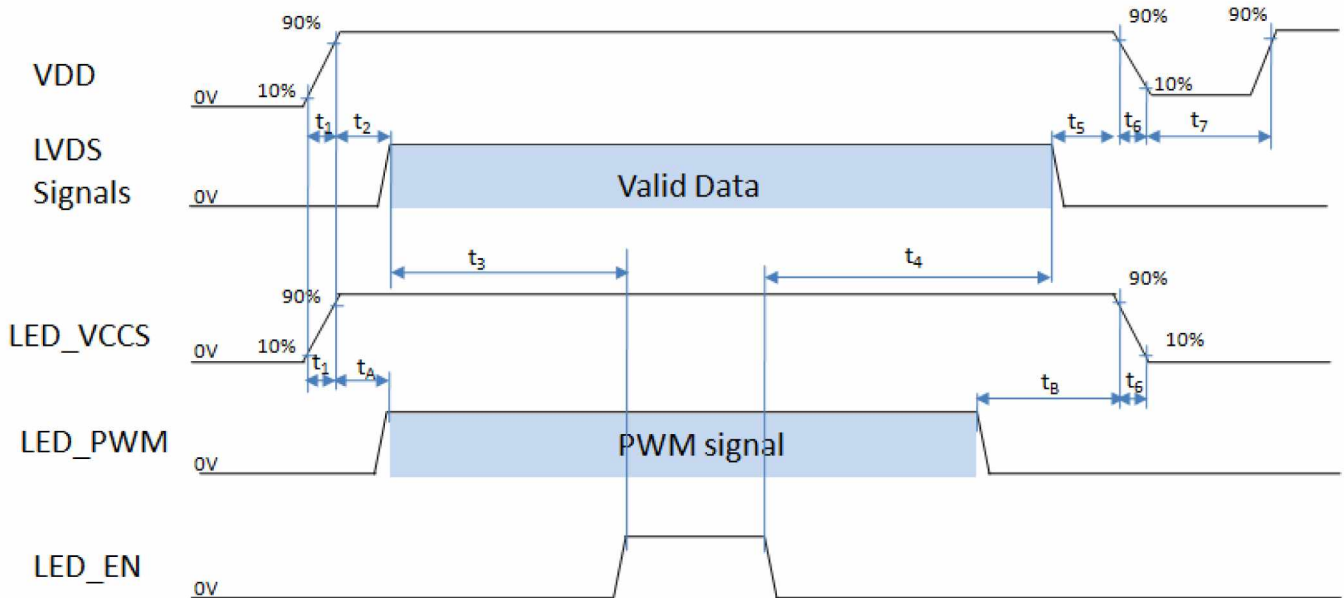 90% 90% 90%
VDD
0V 10% 10%
t1 t2 t5 t6 t7
LVDS
Signals
0V
Valid Data
t3 t4
90% 90%
LED_VCCS
0V 10% 10%
t1 tA tB t6
LED_PWM
0V
PWM signal
LED_EN
0V